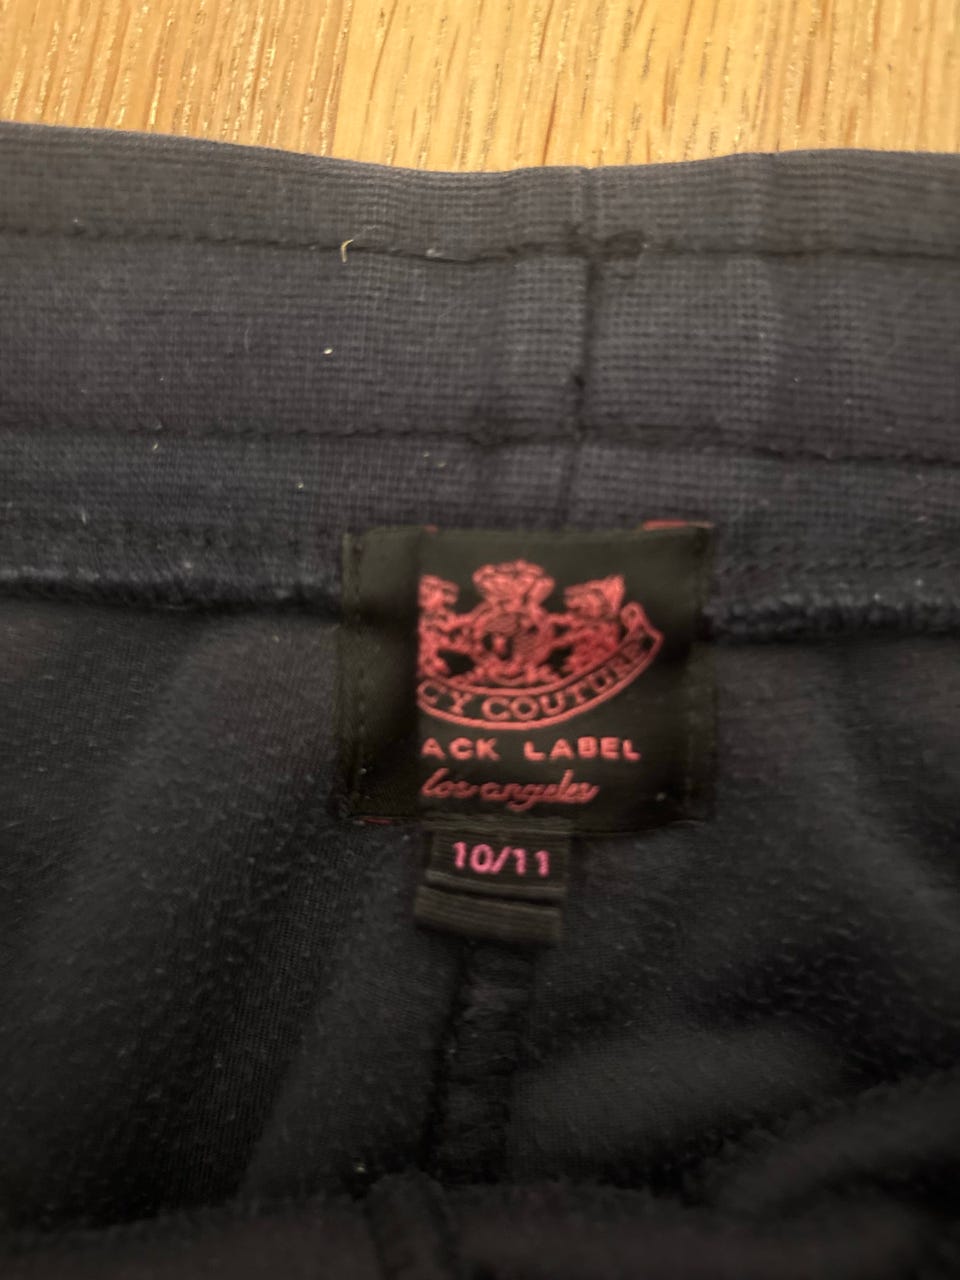 CY COUTURE
ACK LABEL
los angeles
10/11